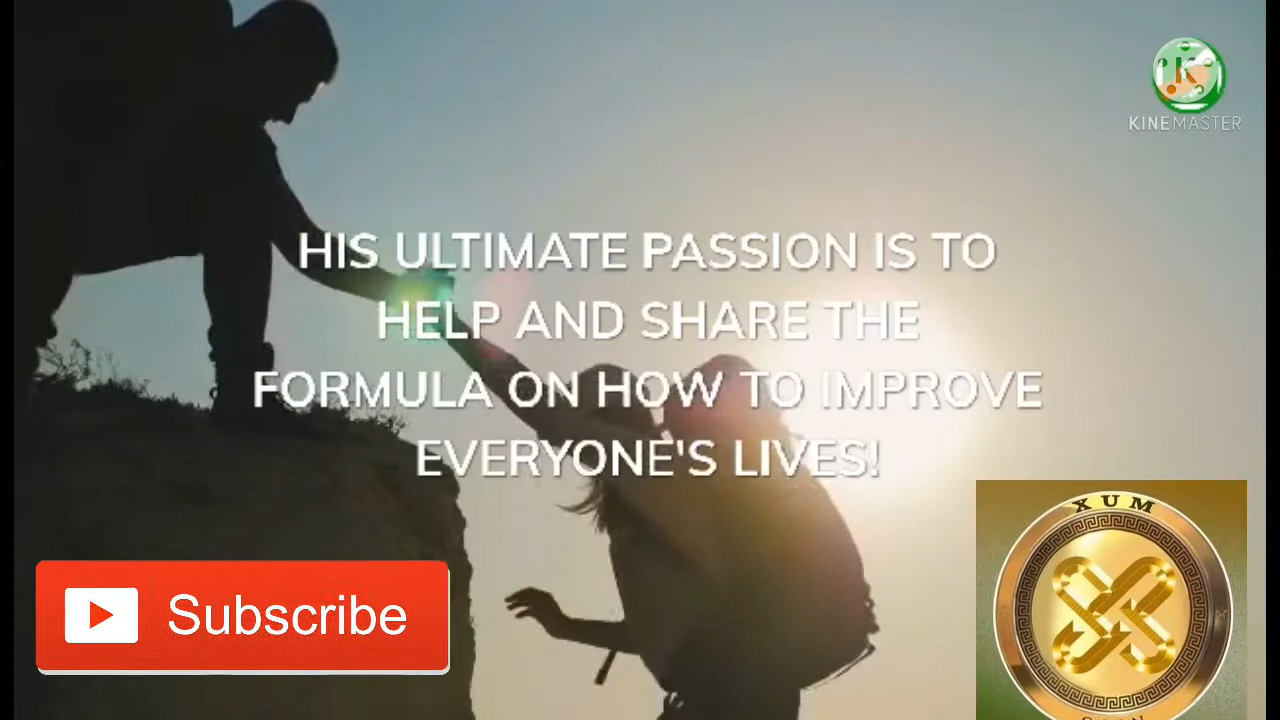 K
KINEMASTER
HIS ULTIMATE PASSION IS TO
HELP AND SHARE THE
FORMULA ON HOW TO IMPROVE
EVERYONE'S LIVES!
Subscribe
XUM